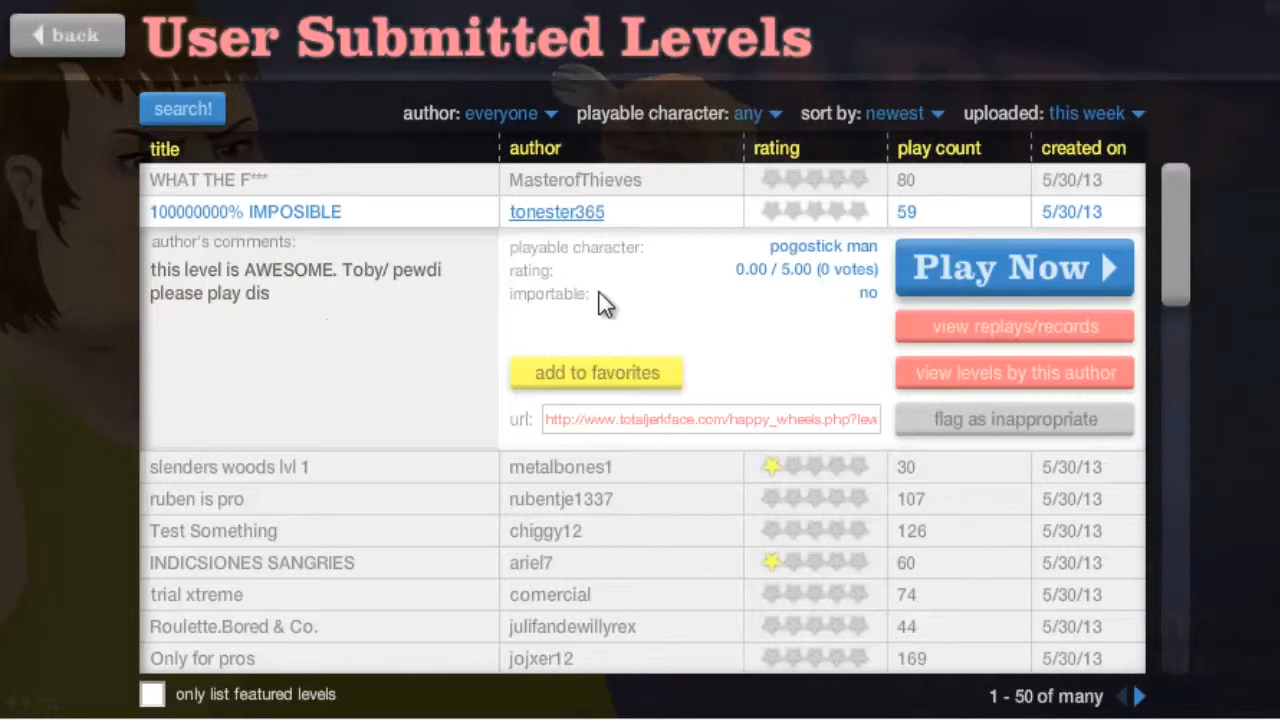 back
User Submitted Levels
search!
author: everyone playable character: any sort by: newest uploaded: this week
title author rating play count created on
WHAT THE F*** MasterofThieves 80 5/30/13
100000000% IMPOSIBLE tonester365 59 5/30/13
author's comments:
this level is AWESOME. Toby/ pewdi
please play dis
playable character: pogostick man
rating: 0.00 / 5.00 (0 votes)
importable: no
add to favorites
url: http://www.totaljerkface.com/happy_wheels.php?lev
Play Now
view replays/records
view levels by this author
flag as inappropriate
slenders woods lvl 1 metalbones1 30 5/30/13
ruben is pro rubentje1337 107 5/30/13
Test Something chiggy12 126 5/30/13
INDICSIONES SANGRIES ariel7 60 5/30/13
trial xtreme comercial 74 5/30/13
Roulette.Bored & Co. julifandewillyrex 44 5/30/13
Only for pros jojxer12 169 5/30/13
only list featured levels 1 - 50 of many